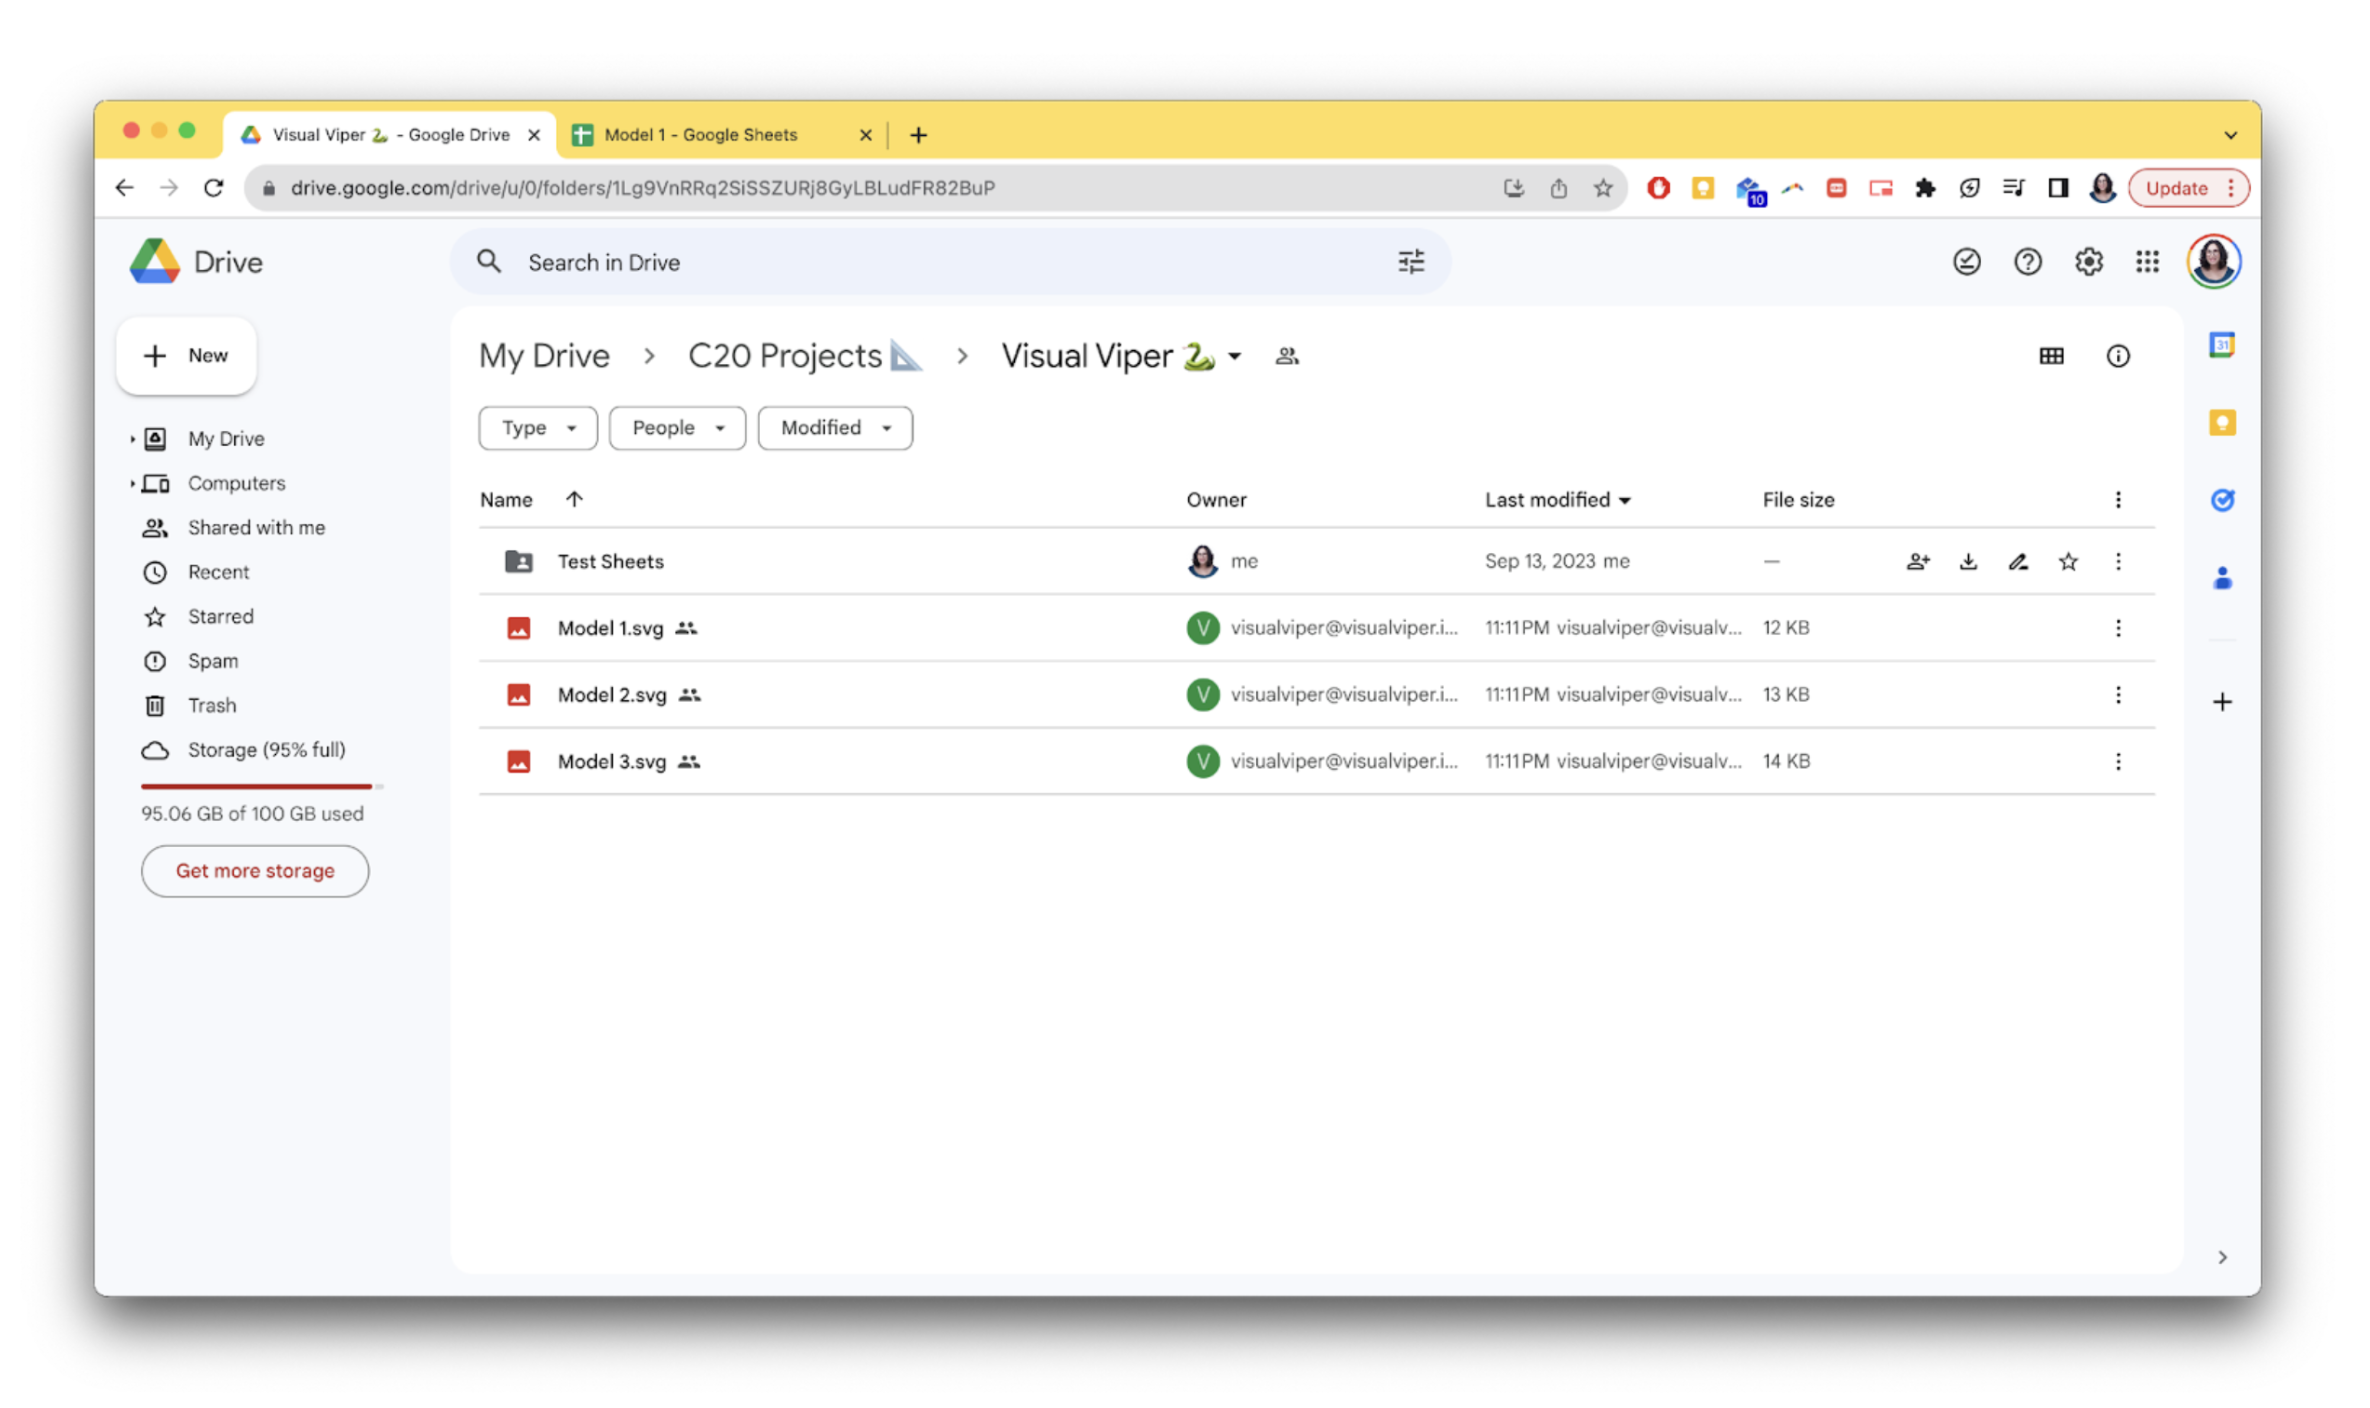 Visual Viper 🐍 - Google Drive
Model 1 - Google Sheets
drive.google.com/drive/u/0/folders/1Lg9VnRRq2SiSSZURj8GyLBLudFR82BuP
10
Update
Drive
Search in Drive
New
My Drive
Computers
Shared with me
Recent
Starred
Spam
Trash
Storage (95% full)
95.06 GB of 100 GB used
Get more storage
My Drive > C20 Projects📐 > Visual Viper 🐍
Type People Modified
Name Owner Last modified File size
Test Sheets me Sep 13, 2023 me —
Model 1.svg V visualviper@visualviper.i... 11:11 PM visualviper@visualv... 12 KB
Model 2.svg V visualviper@visualviper.i... 11:11 PM visualviper@visualv... 13 KB
Model 3.svg V visualviper@visualviper.i... 11:11 PM visualviper@visualv... 14 KB
31